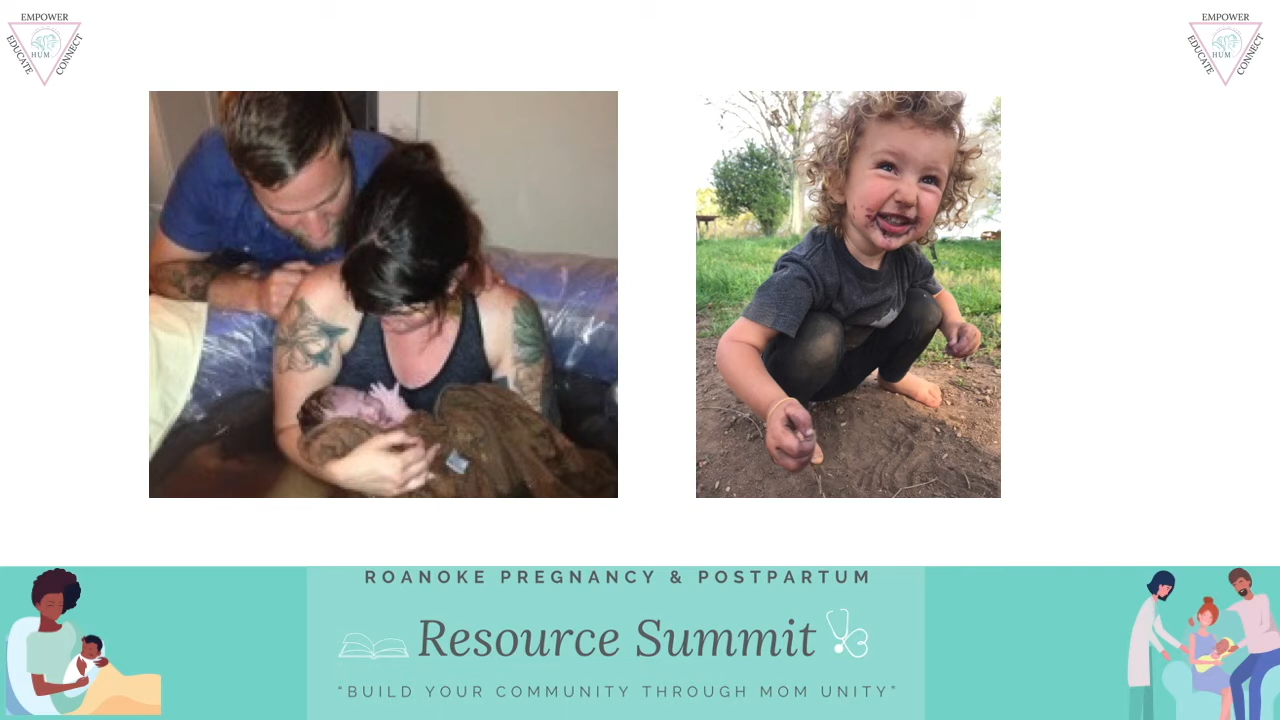 EMPOWER
EDUCATE
CONNECT
HUM
EMPOWER
EDUCATE
CONNECT
HUM
ROANOKE PREGNANCY & POSTPARTUM
Resource Summit
“BUILD YOUR COMMUNITY THROUGH MOM UNITY”